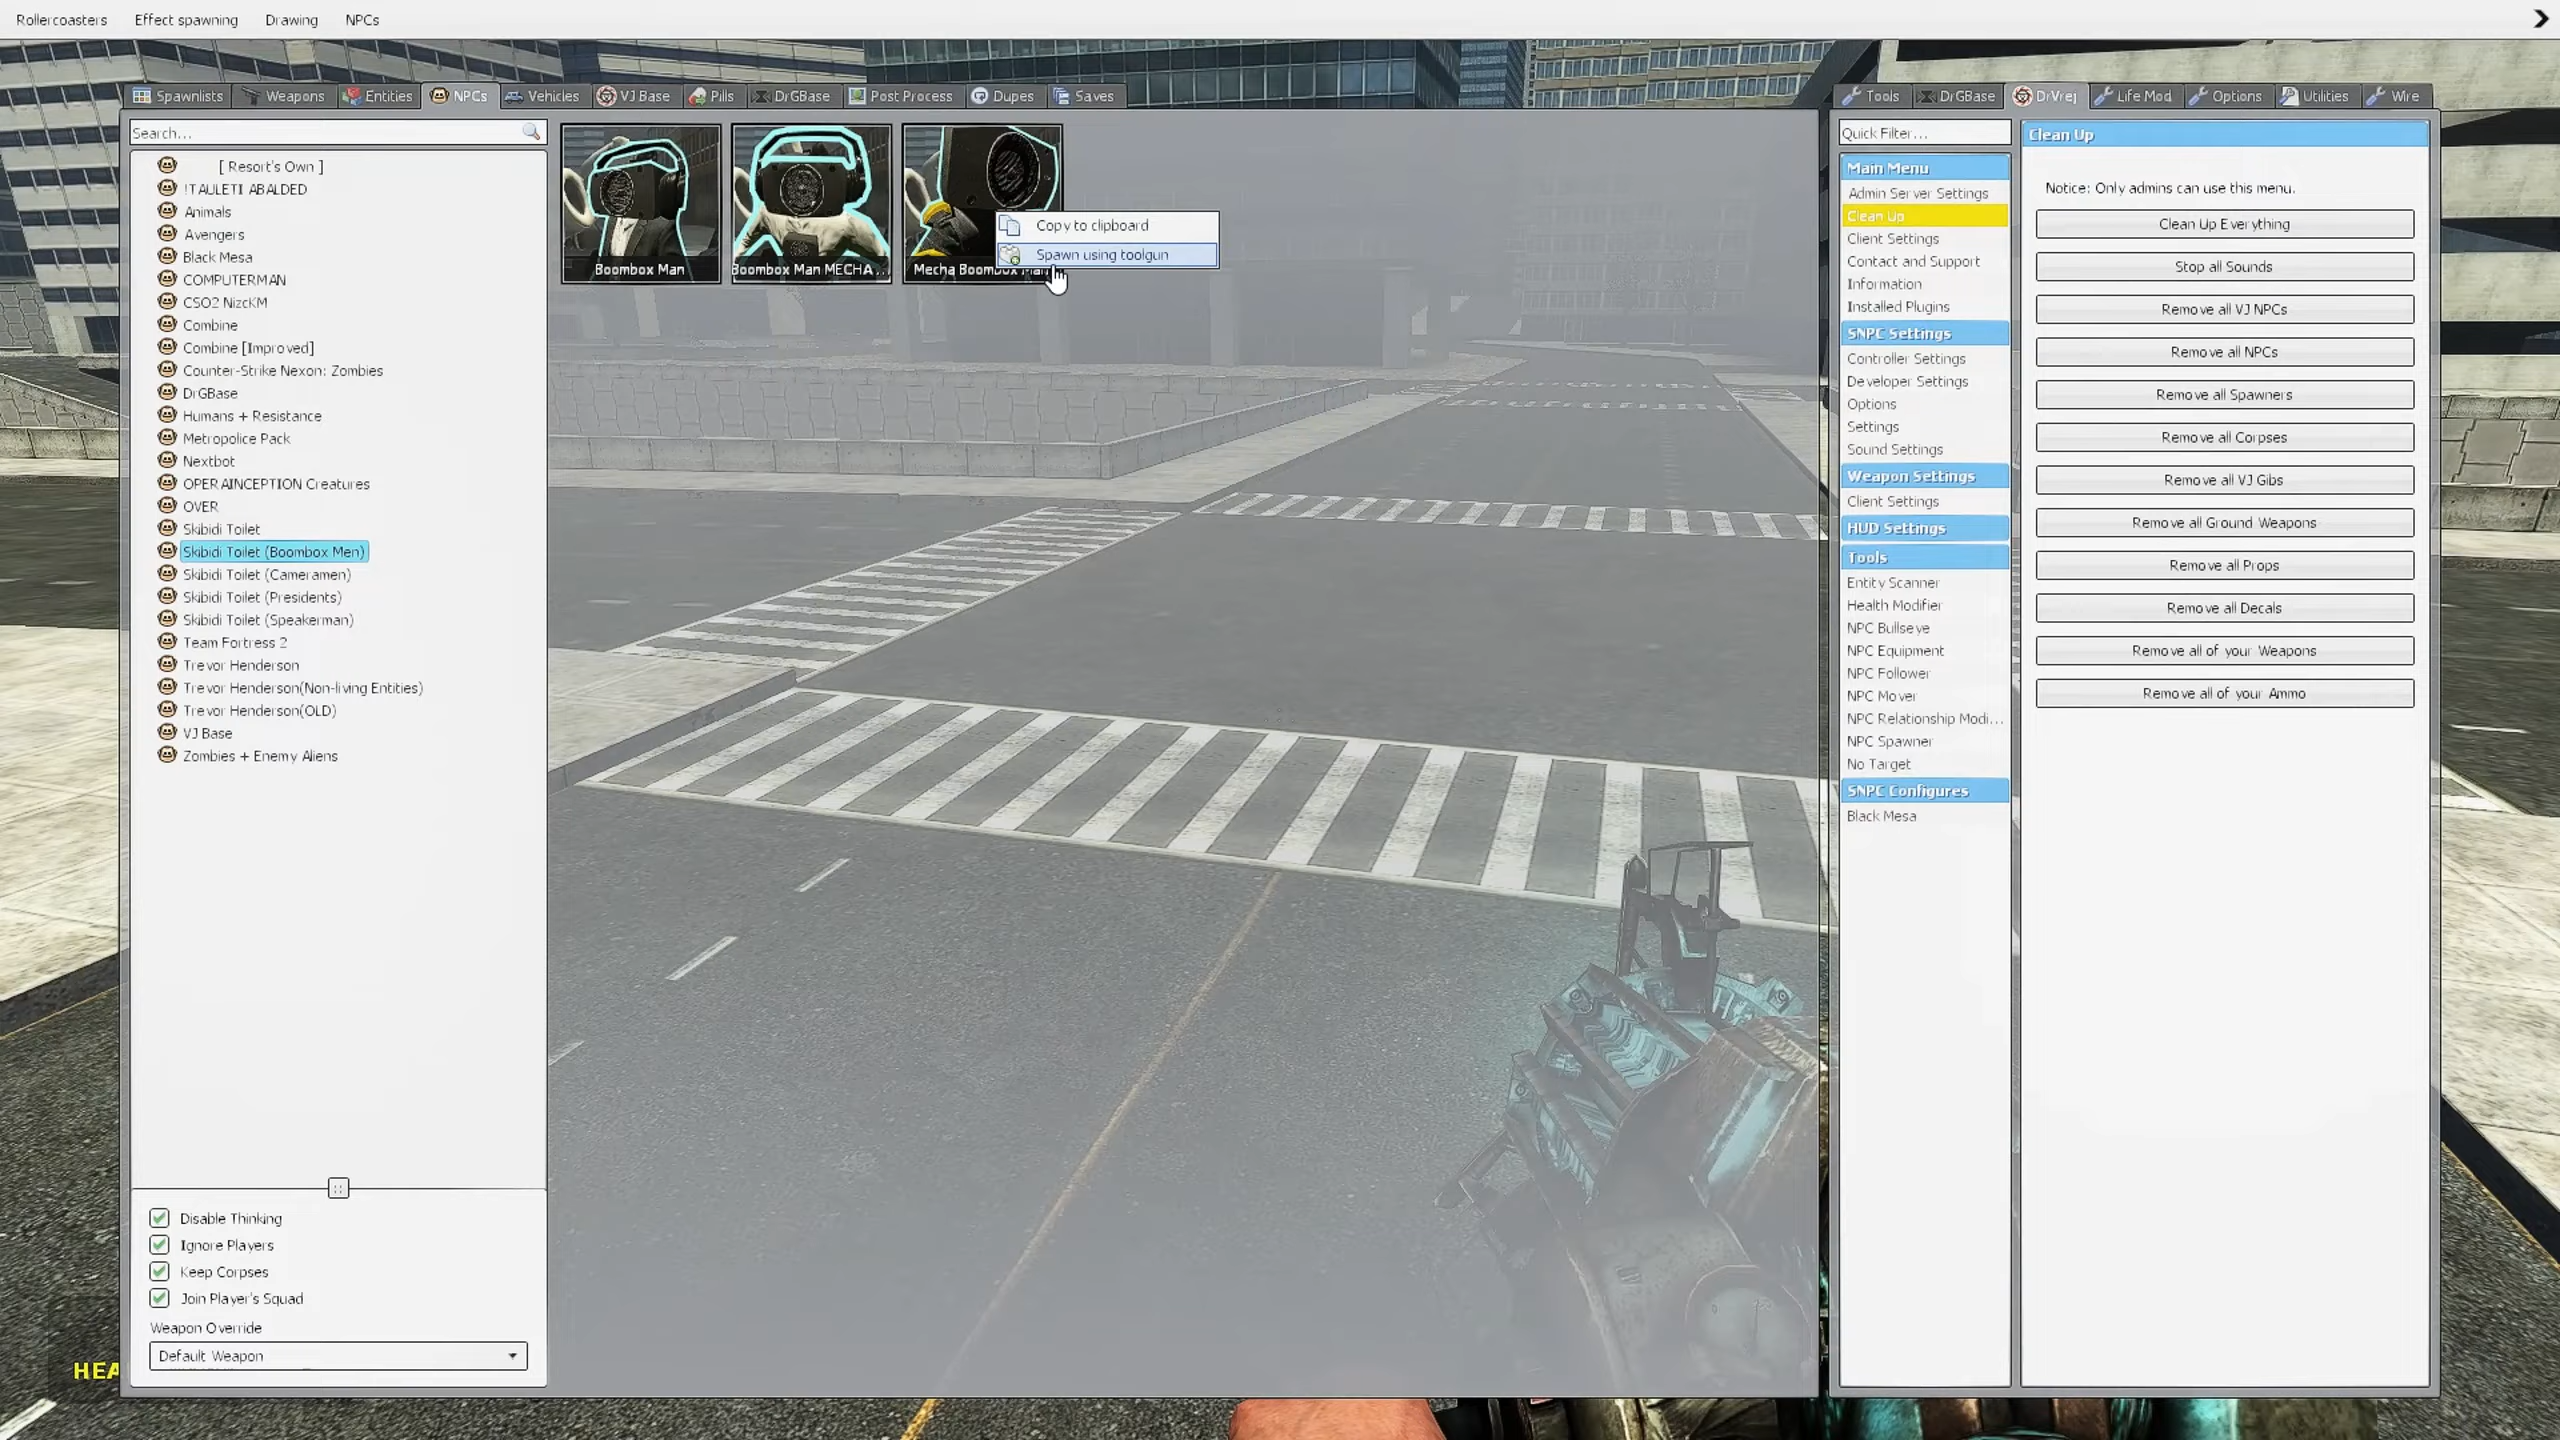 Rollercoasters Effect spawning Drawing NPCs
Spawnlists Weapons Entities NPCs Vehicles VJ Base Pills DrGBase Post Process Dupes Saves
Search...
[ Resort's Own ]
!TAULETI ABALDED
Animals
Avengers
Black Mesa
COMPUTERMAN
CSO2 NizcKM
Combine
Combine [Improved]
Counter-Strike Nexon: Zombies
DrGBase
Humans + Resistance
Metropolice Pack
Nextbot
OPERAINCEPTION Creatures
OVER
Skibidi Toilet
Skibidi Toilet (Boombox Men)
Skibidi Toilet (Cameramen)
Skibidi Toilet (Presidents)
Skibidi Toilet (Speakerman)
Team Fortress 2
Trevor Henderson
Trevor Henderson(Non-living Entities)
Trevor Henderson(OLD)
VJ Base
Zombies + Enemy Aliens
Disable Thinking
Ignore Players
Keep Corpses
Join Player's Squad
Weapon Override
Default Weapon
HEA
Boombox Man
Boombox Man MECHA ...
Mecha Boombox Man
Copy to clipboard
Spawn using toolgun
Tools DrGBase DrVrej Life Mod Options Utilities Wire
Quick Filter...
Main Menu
Admin Server Settings
Clean Up
Client Settings
Contact and Support
Information
Installed Plugins
SNPC Settings
Controller Settings
Developer Settings
Options
Settings
Sound Settings
Weapon Settings
Client Settings
HUD Settings
Tools
Entity Scanner
Health Modifier
NPC Bullseye
NPC Equipment
NPC Follower
NPC Mover
NPC Relationship Modi...
NPC Spawner
No Target
SNPC Configures
Black Mesa
Clean Up
Notice: Only admins can use this menu.
Clean Up Everything
Stop all Sounds
Remove all VJ NPCs
Remove all NPCs
Remove all Spawners
Remove all Corpses
Remove all VJ Gibs
Remove all Ground Weapons
Remove all Props
Remove all Decals
Remove all of your Weapons
Remove all of your Ammo